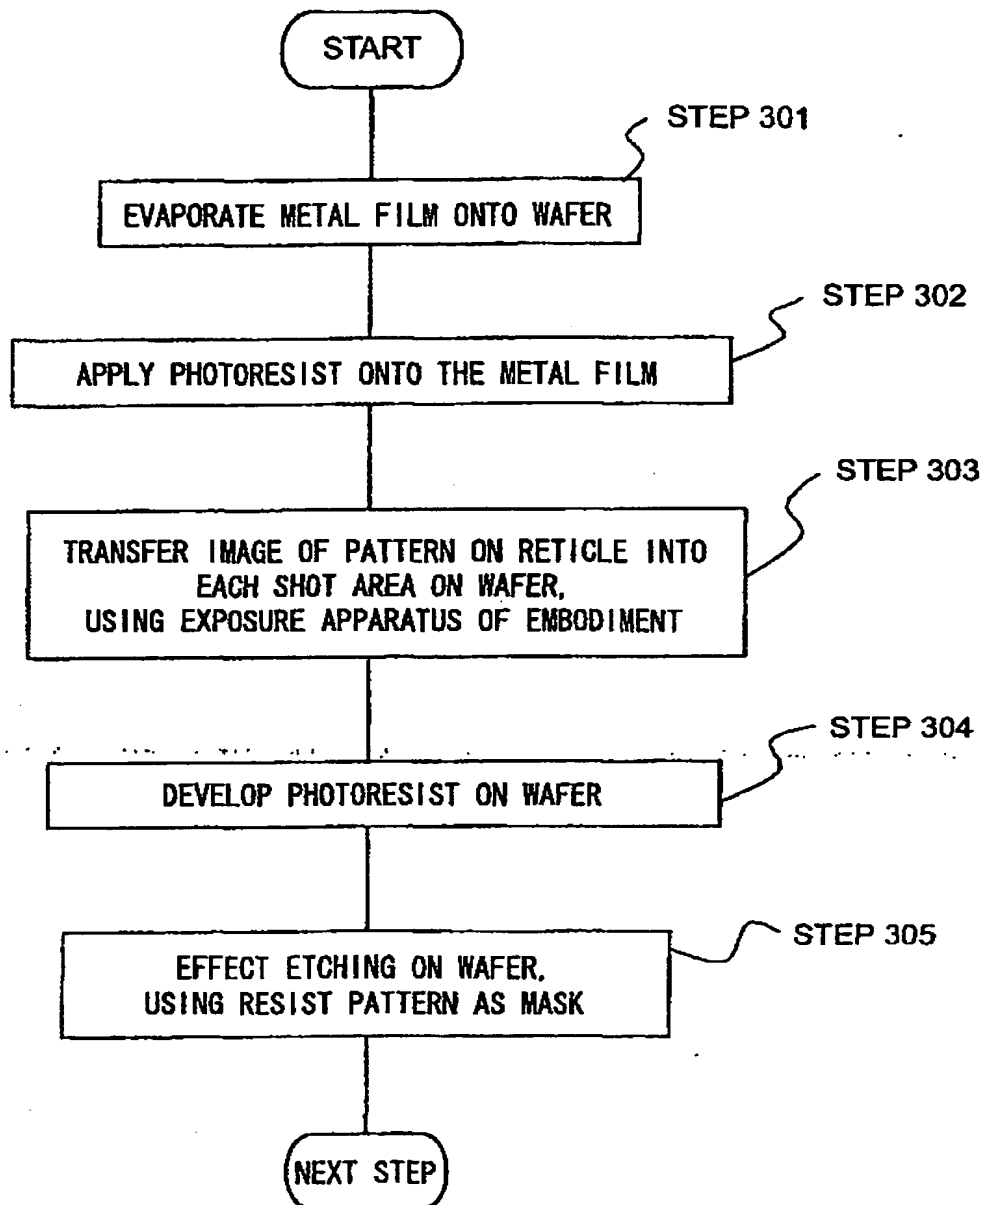 START
STEP 301
EVAPORATE METAL FILM ONTO WAFER
STEP 302
APPLY PHOTORESIST ONTO THE METAL FILM
STEP 303
TRANSFER IMAGE OF PATTERN ON RETICLE INTO
EACH SHOT AREA ON WAFER,
USING EXPOSURE APPARATUS OF EMBODIMENT
STEP 304
DEVELOP PHOTORESIST ON WAFER
STEP 305
EFFECT ETCHING ON WAFER,
USING RESIST PATTERN AS MASK
NEXT STEP